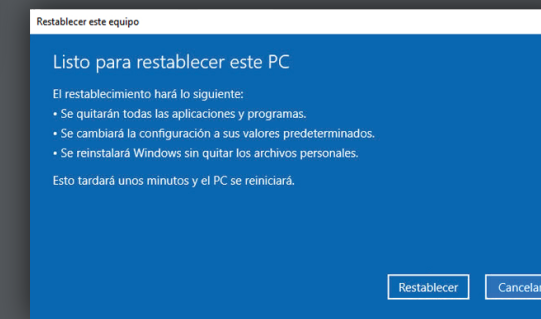 Restablecer este equipo
Listo para restablecer este PC
El restablecimiento hará lo siguiente:
• Se quitarán todas las aplicaciones y programas.
• Se cambiará la configuración a sus valores predeterminados.
• Se reinstalará Windows sin quitar los archivos personales.
Esto tardará unos minutos y el PC se reiniciará.
Restablecer Cancelar